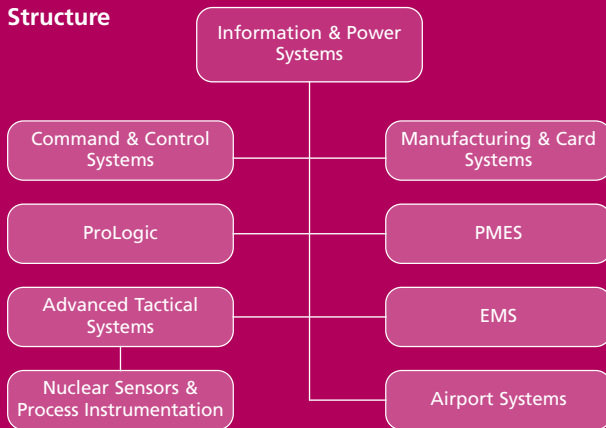 Structure
Information & Power
Systems
Command & Control
Systems
Manufacturing & Card
Systems
ProLogic
PMES
Advanced Tactical
Systems
EMS
Nuclear Sensors &
Process Instrumentation
Airport Systems